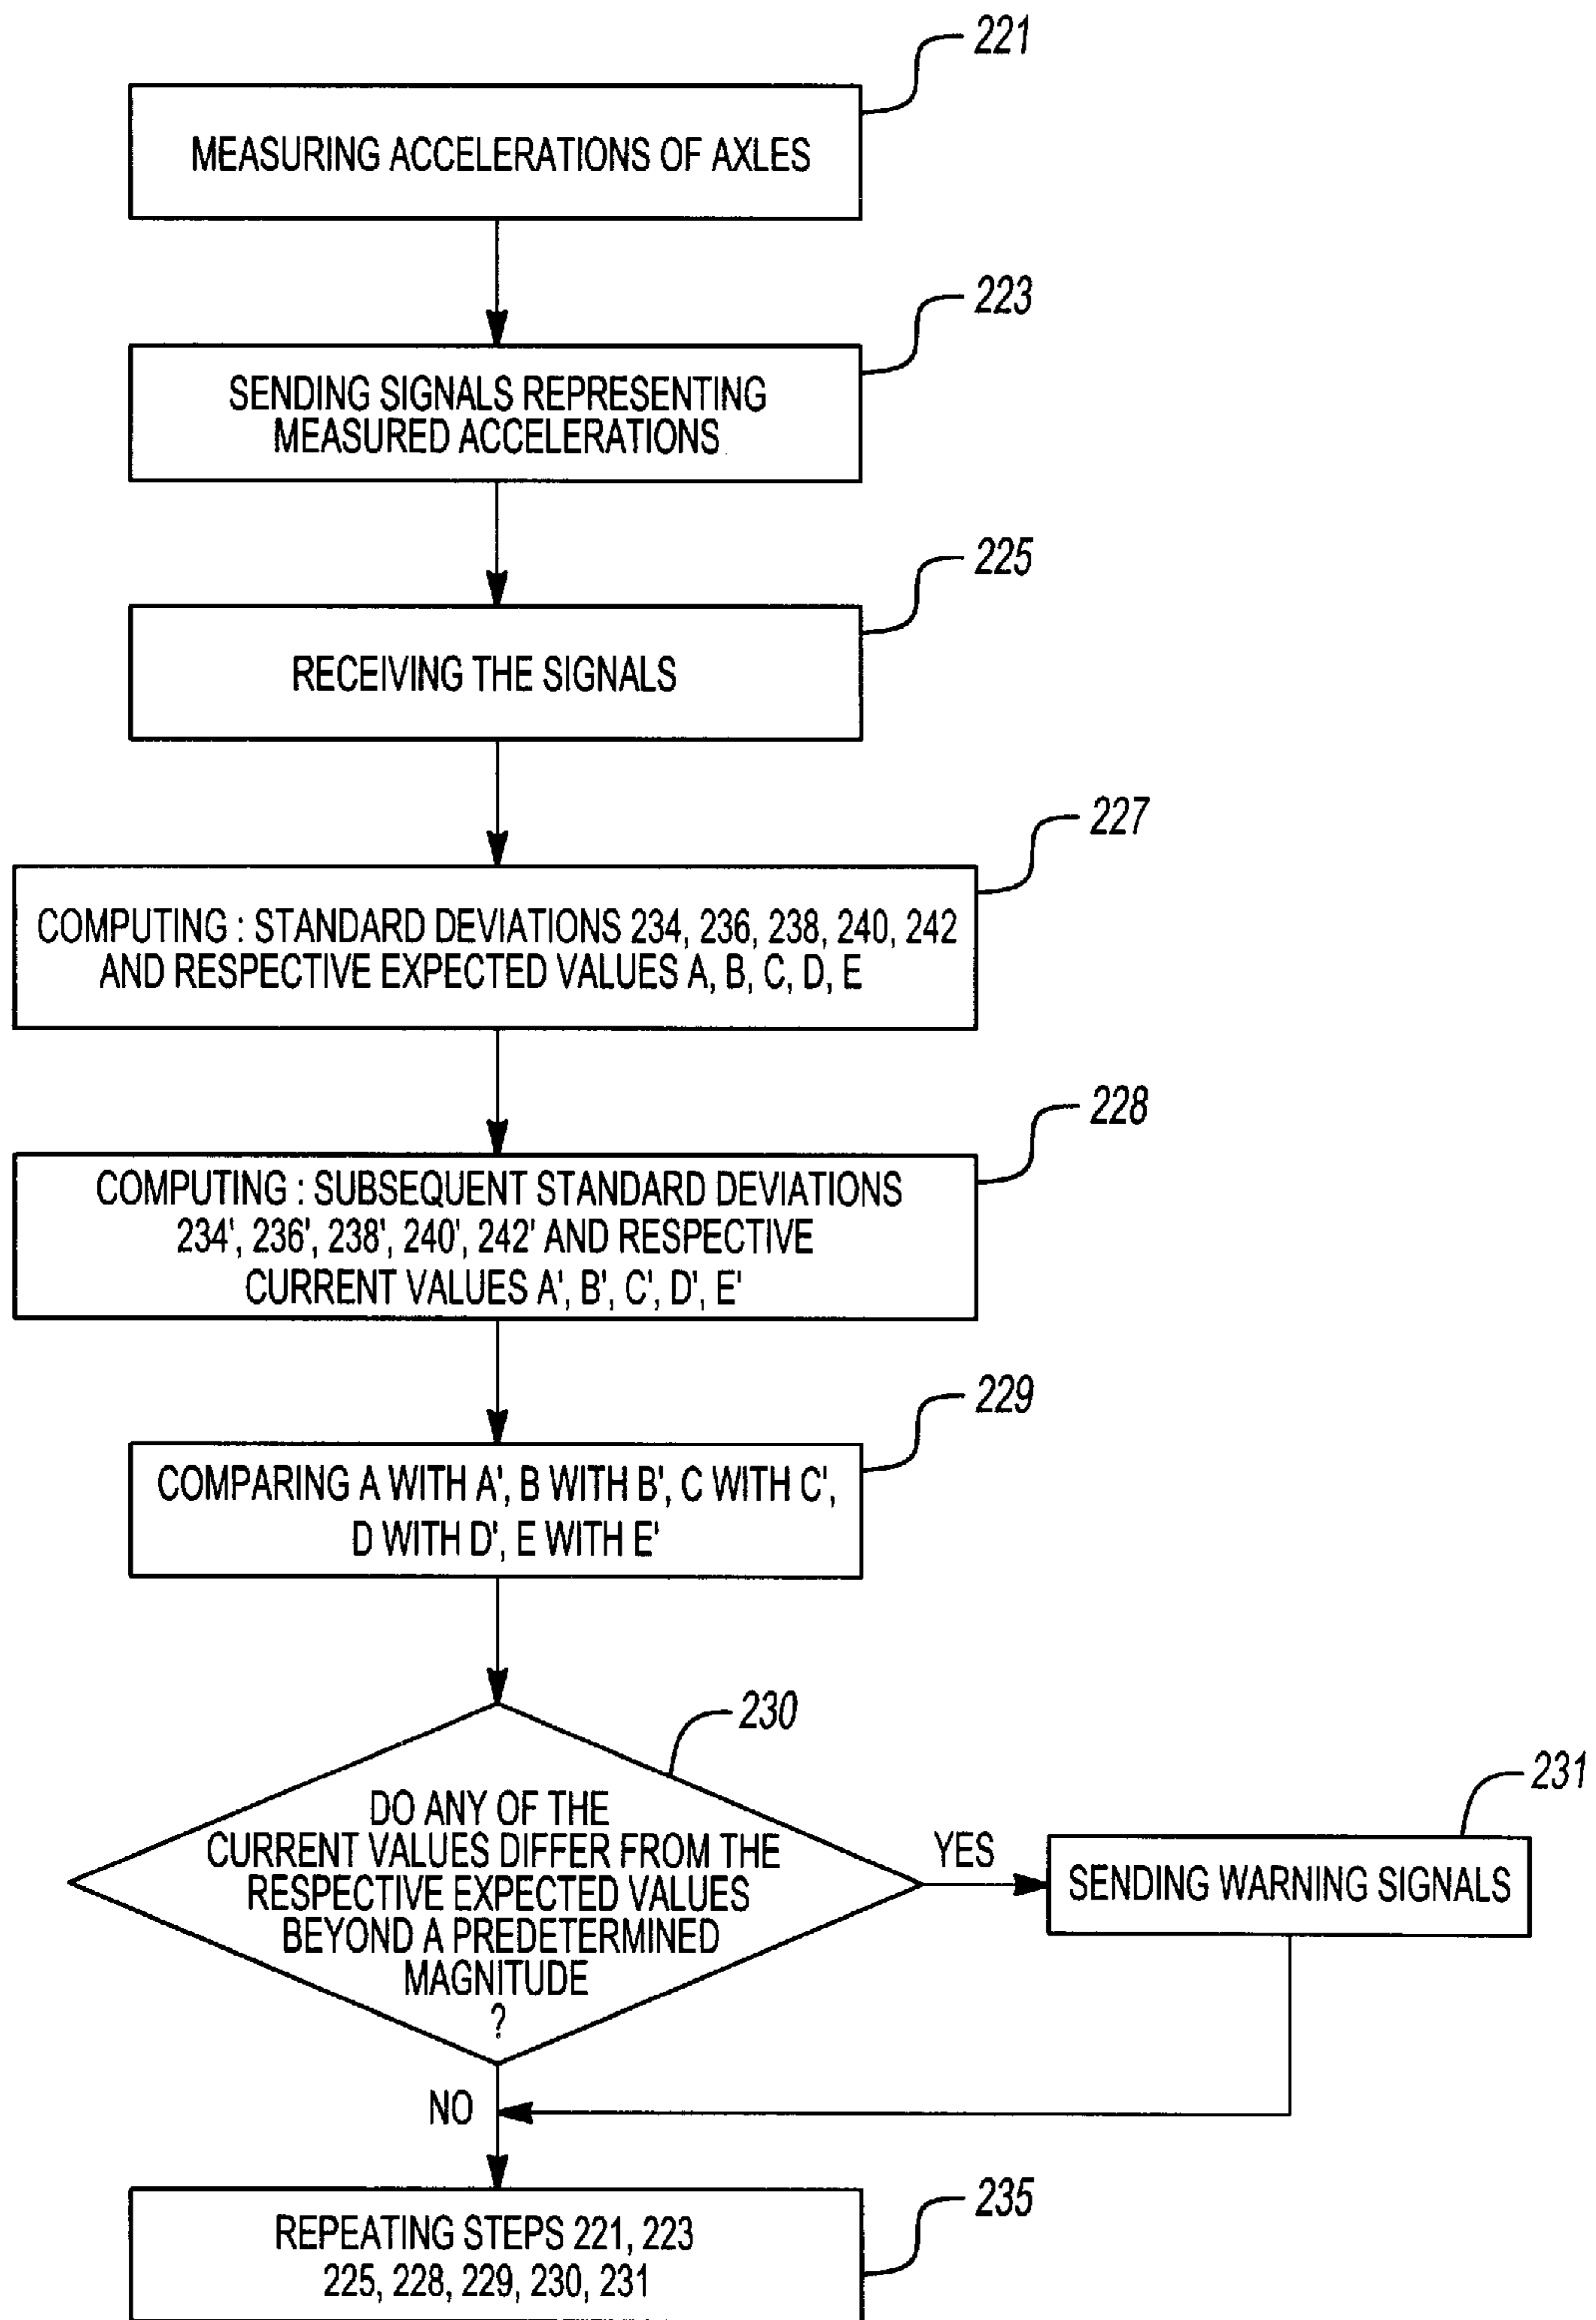 221
MEASURING ACCELERATIONS OF AXLES
223
SENDING SIGNALS REPRESENTING
MEASURED ACCELERATIONS
225
RECEIVING THE SIGNALS
227
COMPUTING : STANDARD DEVIATIONS 234, 236, 238, 240, 242
AND RESPECTIVE EXPECTED VALUES A, B, C, D, E
228
COMPUTING : SUBSEQUENT STANDARD DEVIATIONS
234', 236', 238', 240', 242' AND RESPECTIVE
CURRENT VALUES A', B', C', D', E'
229
COMPARING A WITH A', B WITH B', C WITH C',
D WITH D', E WITH E'
230
DO ANY OF THE
CURRENT VALUES DIFFER FROM THE
RESPECTIVE EXPECTED VALUES
BEYOND A PREDETERMINED
MAGNITUDE
?
YES
231
SENDING WARNING SIGNALS
NO
235
REPEATING STEPS 221, 223
225, 228, 229, 230, 231